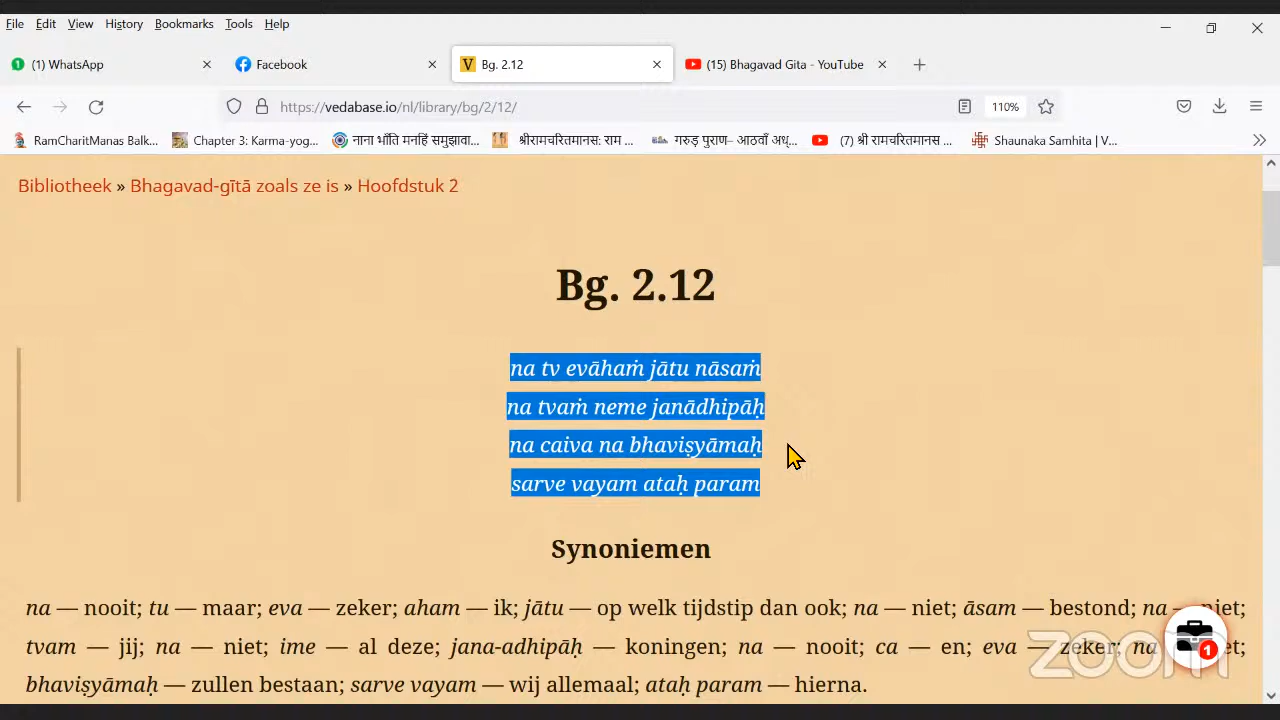 File Edit View History Bookmarks Tools Help
1 (1) WhatsApp Facebook V Bg. 2.12 (15) Bhagavad Gita - YouTube
https://vedabase.io/nl/library/bg/2/12/ 110%
RamCharitManas Balk... Chapter 3: Karma-yog... नाना भाँति मनहिं समुझावा... श्रीरामचरितमानस: राम ... गरुड़ पुराण– आठवाँ अध्... (7) श्री रामचरितमानस ... Shaunaka Samhita | V...
Bibliotheek » Bhagavad-gītā zoals ze is » Hoofdstuk 2
Bg. 2.12
na tv evāhaṁ jātu nāsaṁ
na tvaṁ neme janādhipāḥ
na caiva na bhaviṣyāmaḥ
sarve vayam ataḥ param
Synoniemen
na — nooit; tu — maar; eva — zeker; aham — ik; jātu — op welk tijdstip dan ook; na — niet; āsam — bestond; na — niet;
tvam — jij; na — niet; ime — al deze; jana-adhipāḥ — koningen; na — nooit; ca — en; eva — zeker; na et;
bhaviṣyāmaḥ — zullen bestaan; sarve vayam — wij allemaal; ataḥ param — hierna.
zoom
1